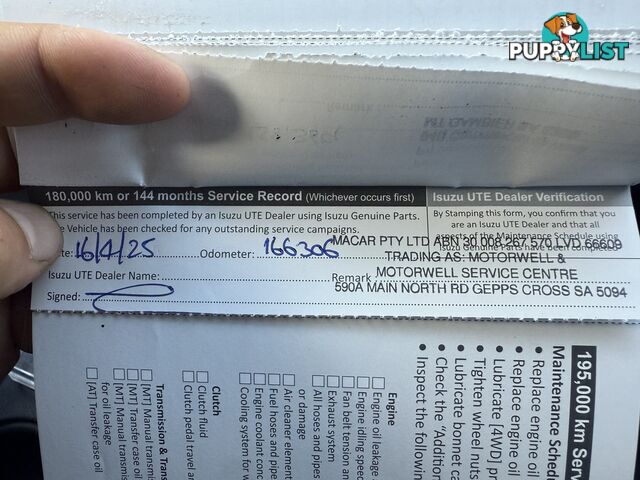 PUPPYLIST
180,000 km or 144 months Service Record (Whichever occurs first)
Isuzu UTE Dealer Verification
This service has been completed by an Isuzu UTE Dealer using Isuzu Genuine Parts.
Vehicle has been checked for any outstanding service campaigns.
By Stamping this form, you confirm that you
are an Isuzu UTE Dealer and that all
aspects of the Maintenance Schedule using
Isuzu Genuine Parts have been completed
16/4/25 Odometer: 166306
MACAR PTY LTD ABN 30 008 267 570 LVD 66609
TRADING AS: MOTORWELL &
Isuzu UTE Dealer Name: Remark
MOTORWELL SERVICE CENTRE
590A MAIN NORTH RD GEPPS CROSS SA 5094
Signed:
195,000 km Serv
Maintenance Sched
• Replace engine oil
• Replace engine oil
• Lubricate [4WD] pr
• Tighten wheel nuts
• Lubricate bonnet ca
• Check the "Addition
• Inspect the followi
Engine
Engine oil leakage
Engine idling speed
Fan belt tension an
Exhaust system
All hoses and pipes
or damage
Air cleaner element
Fuel hoses and pipe
Engine coolant conc
Cooling system for
Clutch
Clutch fluid
Clutch pedal travel a
Transmission & T
[MT] Manual transm
[MT] Transfer case
[MT] Manual transmis
for oil leakage
[AT] Transfer case oil